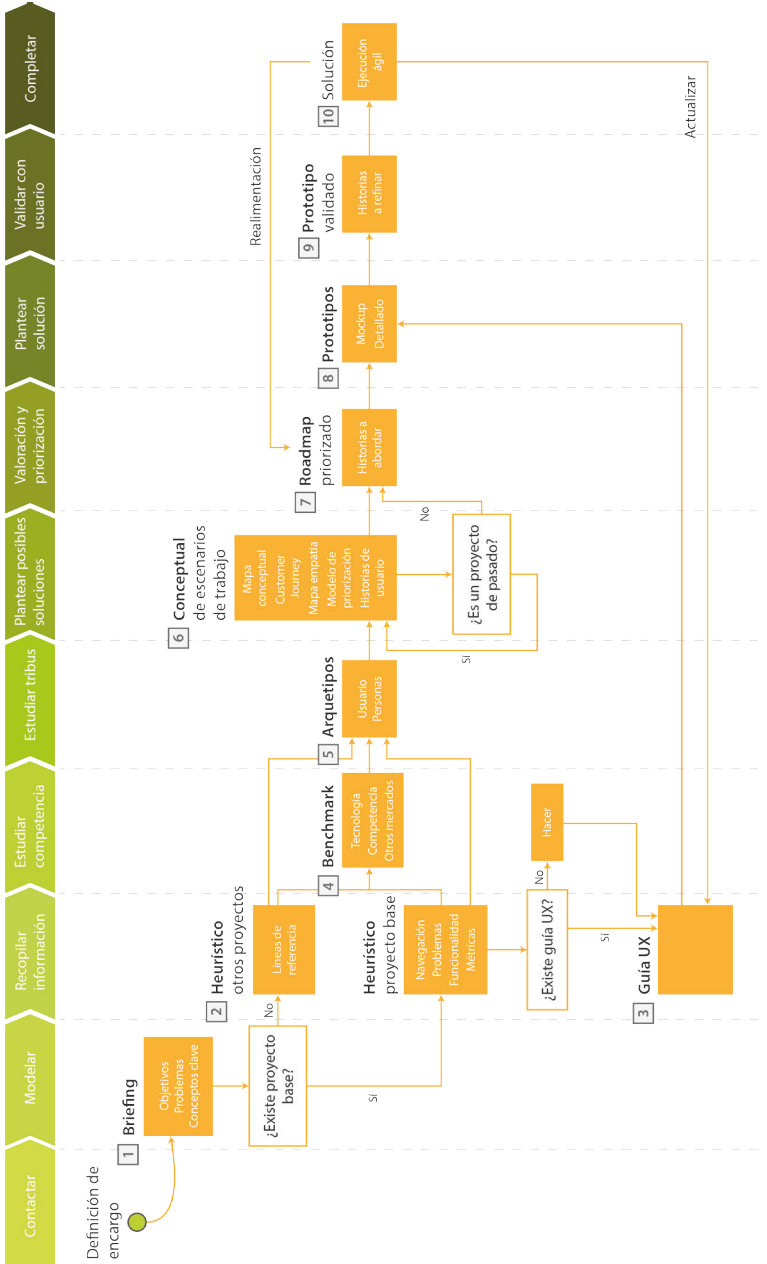 Contactar
Modelar
Recopilar
información
Estudiar
competencia
Estudiar tribus
Plantear posibles
soluciones
Valoración y
priorización
Plantear
solución
Validar con
usuario
Completar
Definición de
encargo
1 Briefing
Objetivos
Problemas
Conceptos clave
¿Existe proyecto
base?
No
Sí
2 Heurístico
otros proyectos
Líneas de
referencia
Heurístico
proyecto base
Navegación
Problemas
Funcionalidad
Métricas
¿Existe guía UX?
No
Sí
Hacer
3 Guía UX
4 Benchmark
Tecnología
Competencia
Otros mercados
5 Arquetipos
Usuario
Personas
6 Conceptual
de escenarios
de trabajo
Mapa
conceptual
Customer
Journey
Mapa empatía
Modelo de
priorización
Historias de
usuario
¿Es un proyecto
de pasado?
Sí
No
7 Roadmap
priorizado
Historias a
abordar
8 Prototipos
Mockup
Detallado
9 Prototipo
validado
Historias
a refinar
10 Solución
Ejecución
ágil
Realimentación
Actualizar